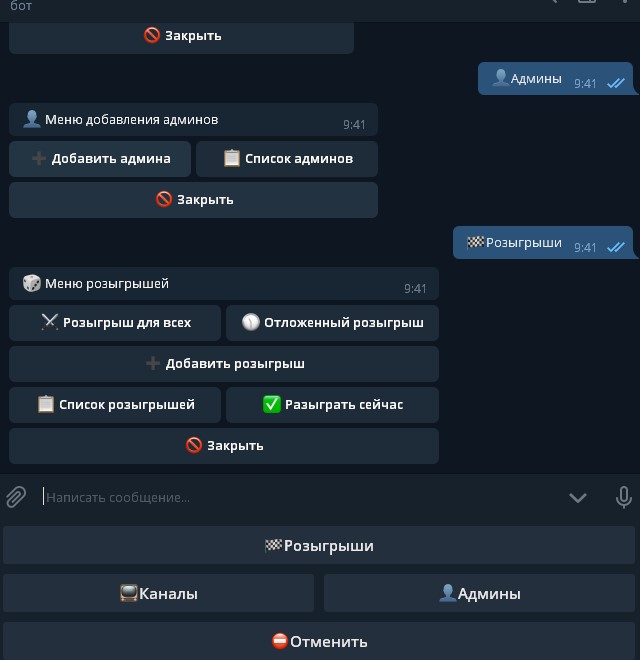 бот
🚫 Закрыть
👤Админы 9:41
👤 Меню добавления админов 9:41
➕ Добавить админа 📋 Список админов
🚫 Закрыть
🏁Розыгрыши 9:41
🎲 Меню розыгрышей 9:41
⚔️ Розыгрыш для всех 🕥 Отложенный розыгрыш
➕ Добавить розыгрыш
📋 Список розыгрышей ✅ Разыграть сейчас
🚫 Закрыть
Написать сообщение...
🏁Розыгрыши
📺Каналы 👤Админы
⛔Отменить